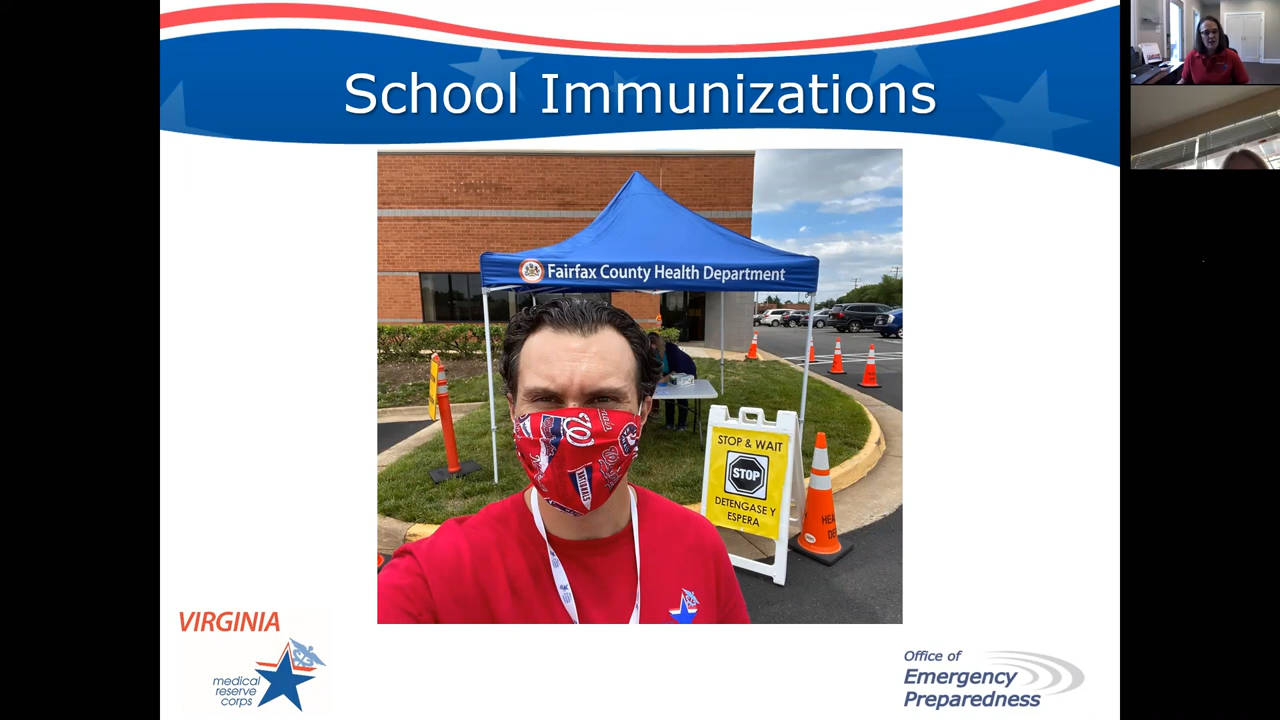 School Immunizations
Fairfax County Health Department
STOP & WAIT
STOP
DETENGASE Y
ESPERA
W
NATIONALS
VIRGINIA
medical
reserve
corps
Office of
Emergency
Preparedness